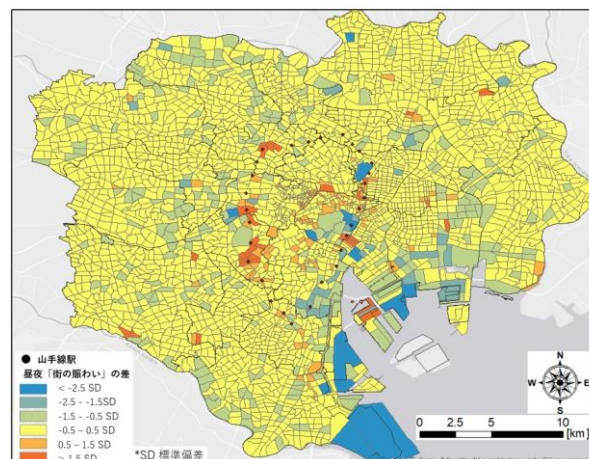 N
W
E
S
0 2.5 5 10
[km]
● 山手線駅
昼夜「街の賑わい」の差
< -2.5 SD
-2.5 - -1.5SD
-1.5 - -0.5 SD
-0.5 – 0.5 SD
0.5 – 1.5 SD
> 1.5 SD
*SD 標準偏差